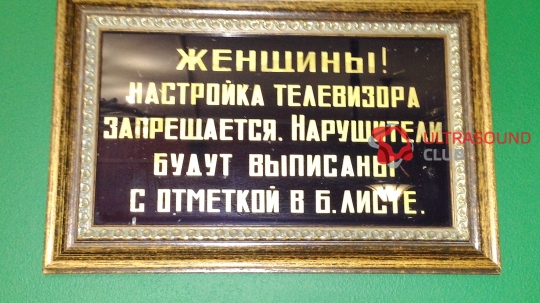 ЖЕНЩИНЫ!
НАСТРОЙКА ТЕЛЕВИЗОРА
ЗАПРЕЩАЕТСЯ. НАРУШИТЕЛИ
БУДУТ ВЫПИСАНЫ
С ОТМЕТКОЙ В Б. ЛИСТЕ.
ULTRASOUND
CLUB